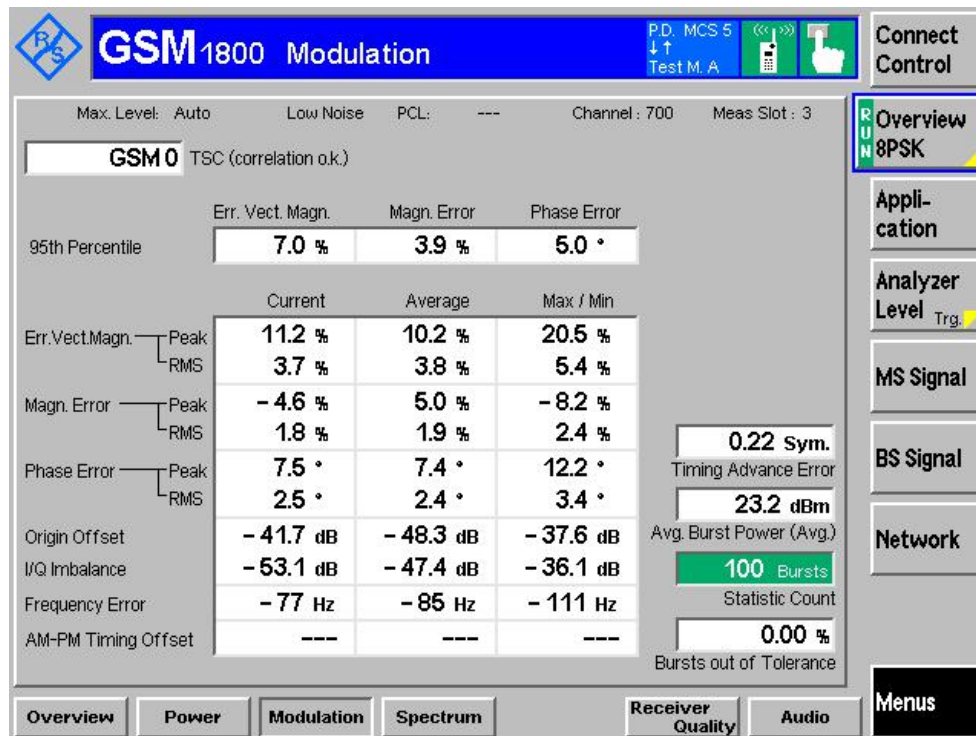 R&S
GSM 1800 Modulation
P.D. MCS 5
↓↑
Test M. A
Connect Control
Max. Level: Auto Low Noise PCL: --- Channel : 700 Meas Slot : 3
RUN
Overview 8PSK
GSM 0 TSC (correlation o.k.)
Appli-
cation
Err. Vect. Magn. Magn. Error Phase Error
95th Percentile 7.0 % 3.9 % 5.0 °
Analyzer
Level Trg.
Current Average Max / Min
Err.Vect.Magn. Peak 11.2 % 10.2 % 20.5 %
RMS 3.7 % 3.8 % 5.4 %
MS Signal
Magn. Error Peak – 4.6 % 5.0 % – 8.2 %
RMS 1.8 % 1.9 % 2.4 %
0.22 Sym.
Timing Advance Error
BS Signal
Phase Error Peak 7.5 ° 7.4 ° 12.2 °
RMS 2.5 ° 2.4 ° 3.4 °
23.2 dBm
Avg. Burst Power (Avg.)
Network
Origin Offset – 41.7 dB – 48.3 dB – 37.6 dB
I/Q Imbalance – 53.1 dB – 47.4 dB – 36.1 dB
100 Bursts
Statistic Count
Frequency Error – 77 Hz – 85 Hz – 111 Hz
AM-PM Timing Offset --- --- ---
0.00 %
Bursts out of Tolerance
Overview Power Modulation Spectrum Receiver Quality Audio
Menus